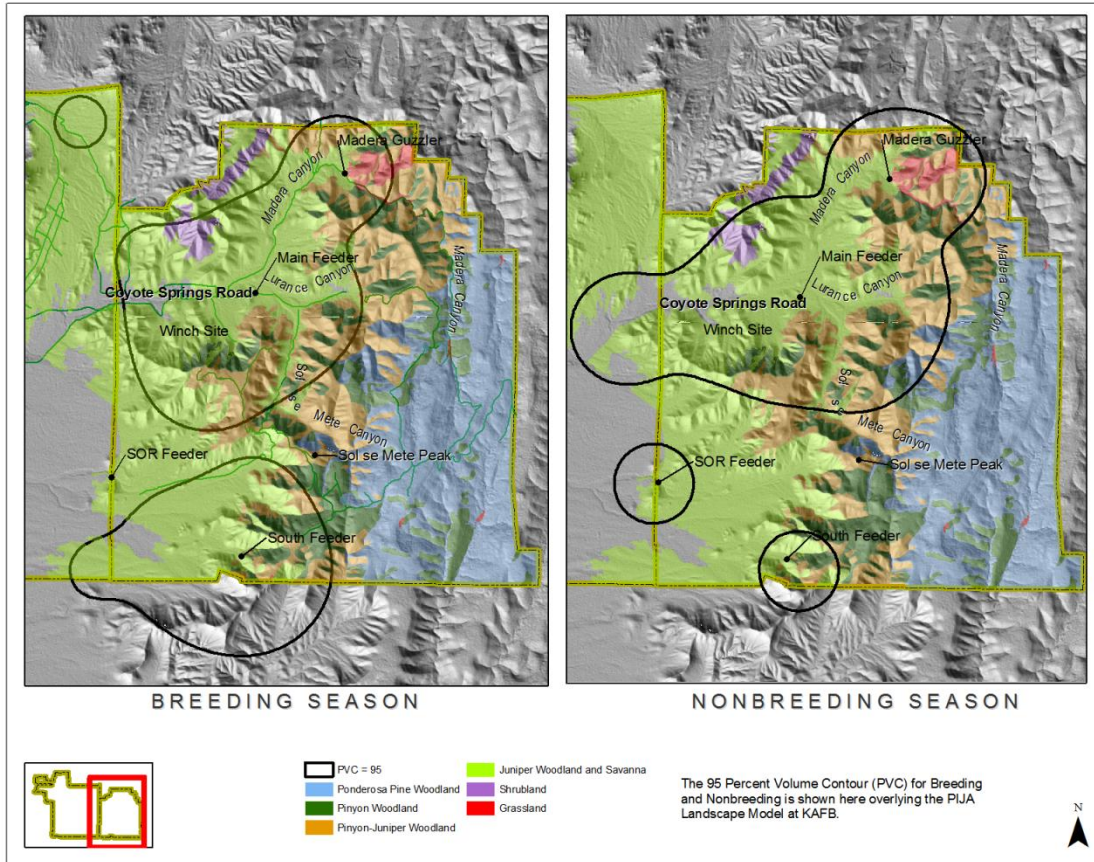 Madera Guzzler
Madera Canyon
Madera Canyon
Main Feeder
Lurance Canyon
Coyote Springs Road
Winch Site
Sol se Mete Canyon
Sol se Mete Peak
SOR Feeder
South Feeder
BREEDING SEASON
Madera Guzzler
Madera Canyon
Madera Canyon
Main Feeder
Lurance Canyon
Coyote Springs Road
Winch Site
Sol se Mete Canyon
Sol se Mete Peak
SOR Feeder
South Feeder
NONBREEDING SEASON
PVC = 95
Ponderosa Pine Woodland
Pinyon Woodland
Pinyon-Juniper Woodland
Juniper Woodland and Savanna
Shrubland
Grassland
The 95 Percent Volume Contour (PVC) for Breeding
and Nonbreeding is shown here overlying the PIJA
Landscape Model at KAFB.
N